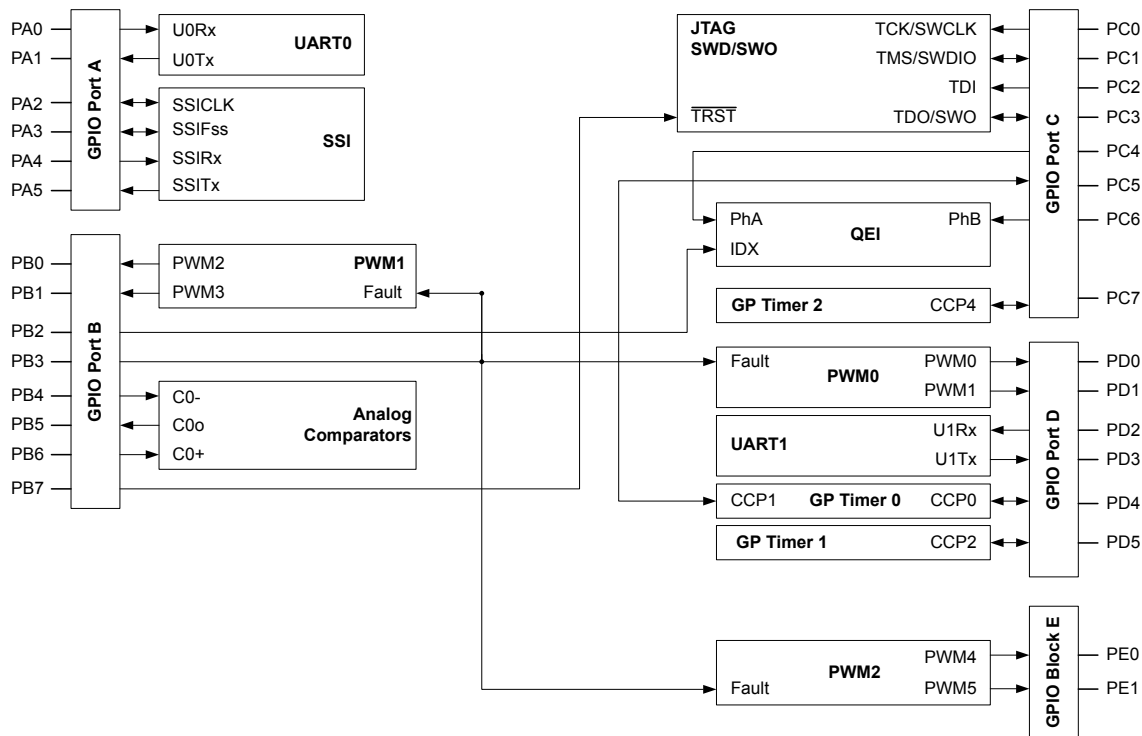 PA0
PA1
PA2
PA3
PA4
PA5
GPIO Port A
U0Rx
U0Tx
UART0
SSICLK
SSIFss
SSIRx
SSITx
SSI
PB0
PB1
PB2
PB3
PB4
PB5
PB6
PB7
GPIO Port B
PWM2
PWM3
PWM1
Fault
C0-
C0o
C0+
Analog
Comparators
JTAG
SWD/SWO
TRST
TCK/SWCLK
TMS/SWDIO
TDI
TDO/SWO
PhA
IDX
QEI
PhB
GP Timer 2
CCP4
GPIO Port C
PC0
PC1
PC2
PC3
PC4
PC5
PC6
PC7
Fault
PWM0
PWM0
PWM1
UART1
U1Rx
U1Tx
CCP1
GP Timer 0
CCP0
GP Timer 1
CCP2
GPIO Port D
PD0
PD1
PD2
PD3
PD4
PD5
Fault
PWM2
PWM4
PWM5
GPIO Block E
PE0
PE1